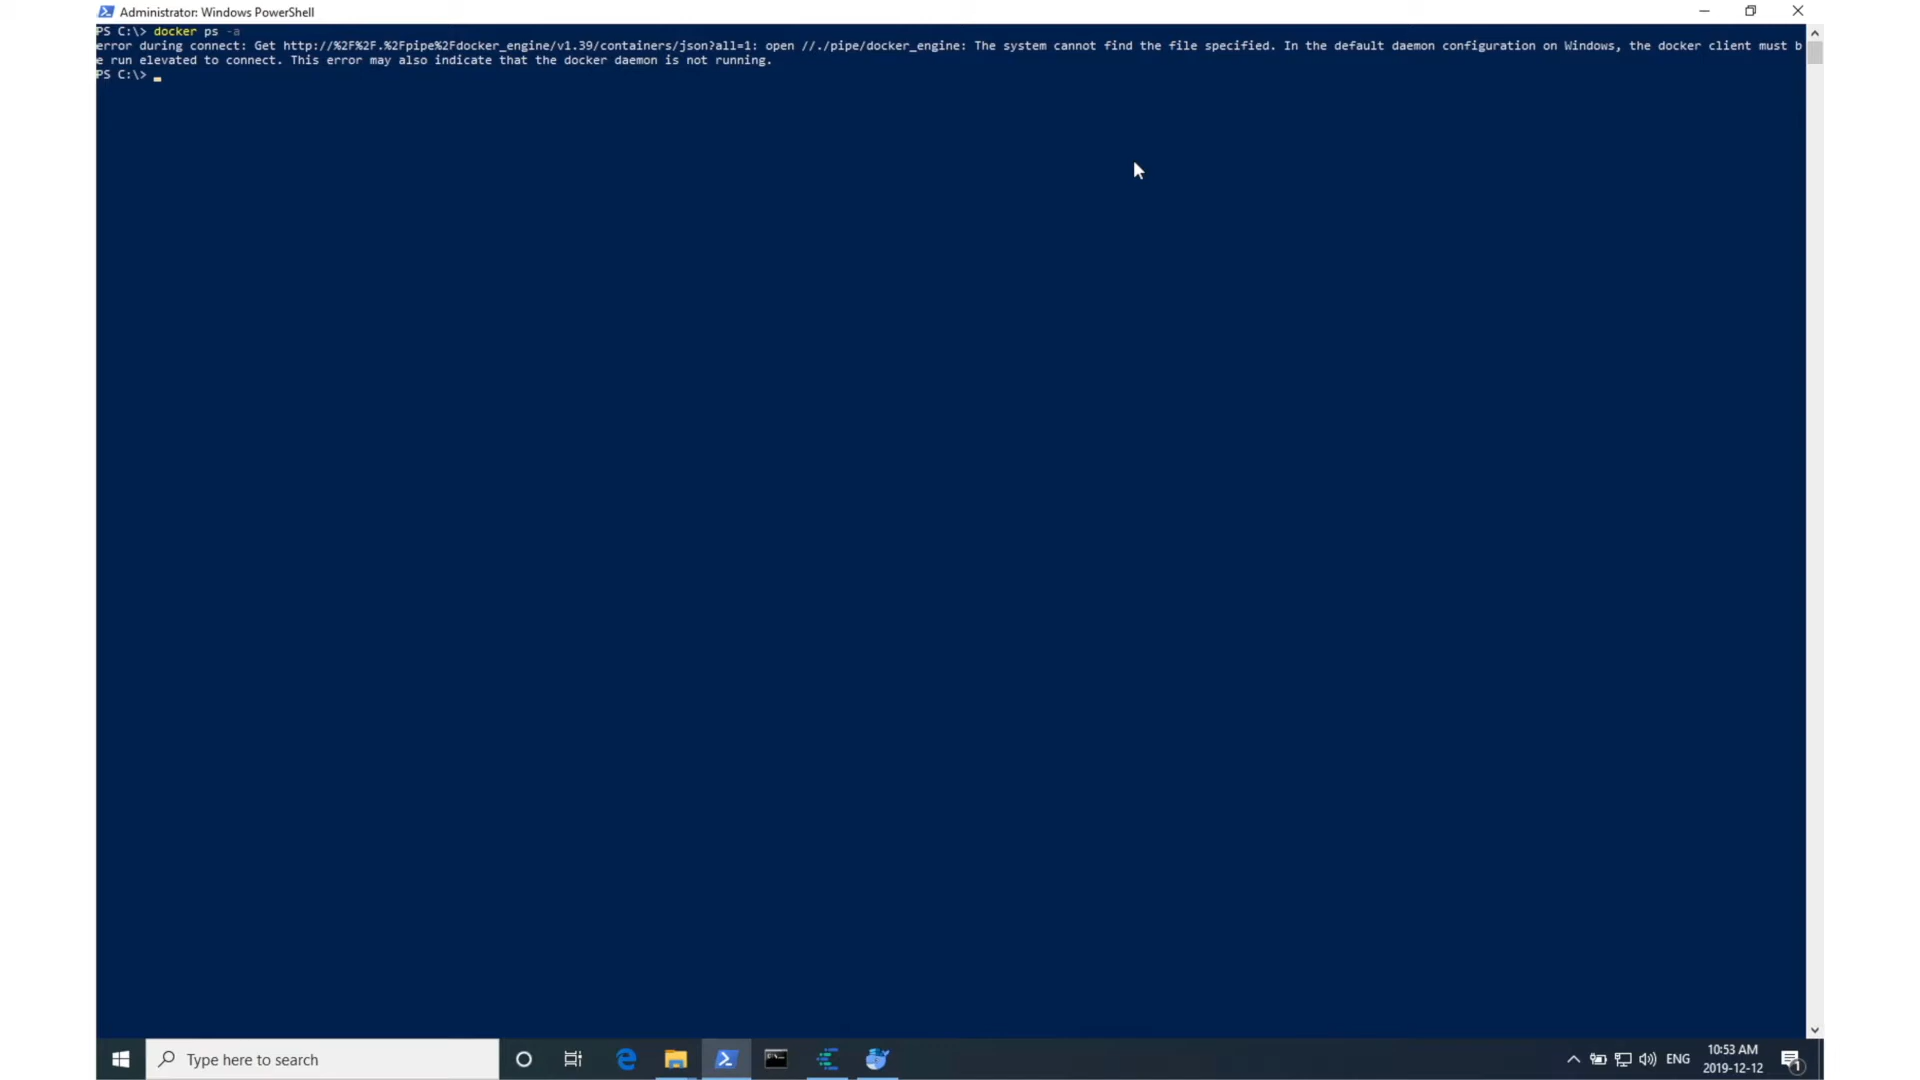 Administrator: Windows PowerShell
PS C:\> docker ps -a
error during connect: Get http://%2F%2F.%2Fpipe%2Fdocker_engine/v1.39/containers/json?all=1: open //./pipe/docker_engine: The system cannot find the file specified. In the default daemon configuration on Windows, the docker client must b
e run elevated to connect. This error may also indicate that the docker daemon is not running.
PS C:\>
Type here to search
ENG
10:53 AM
2019-12-12
1